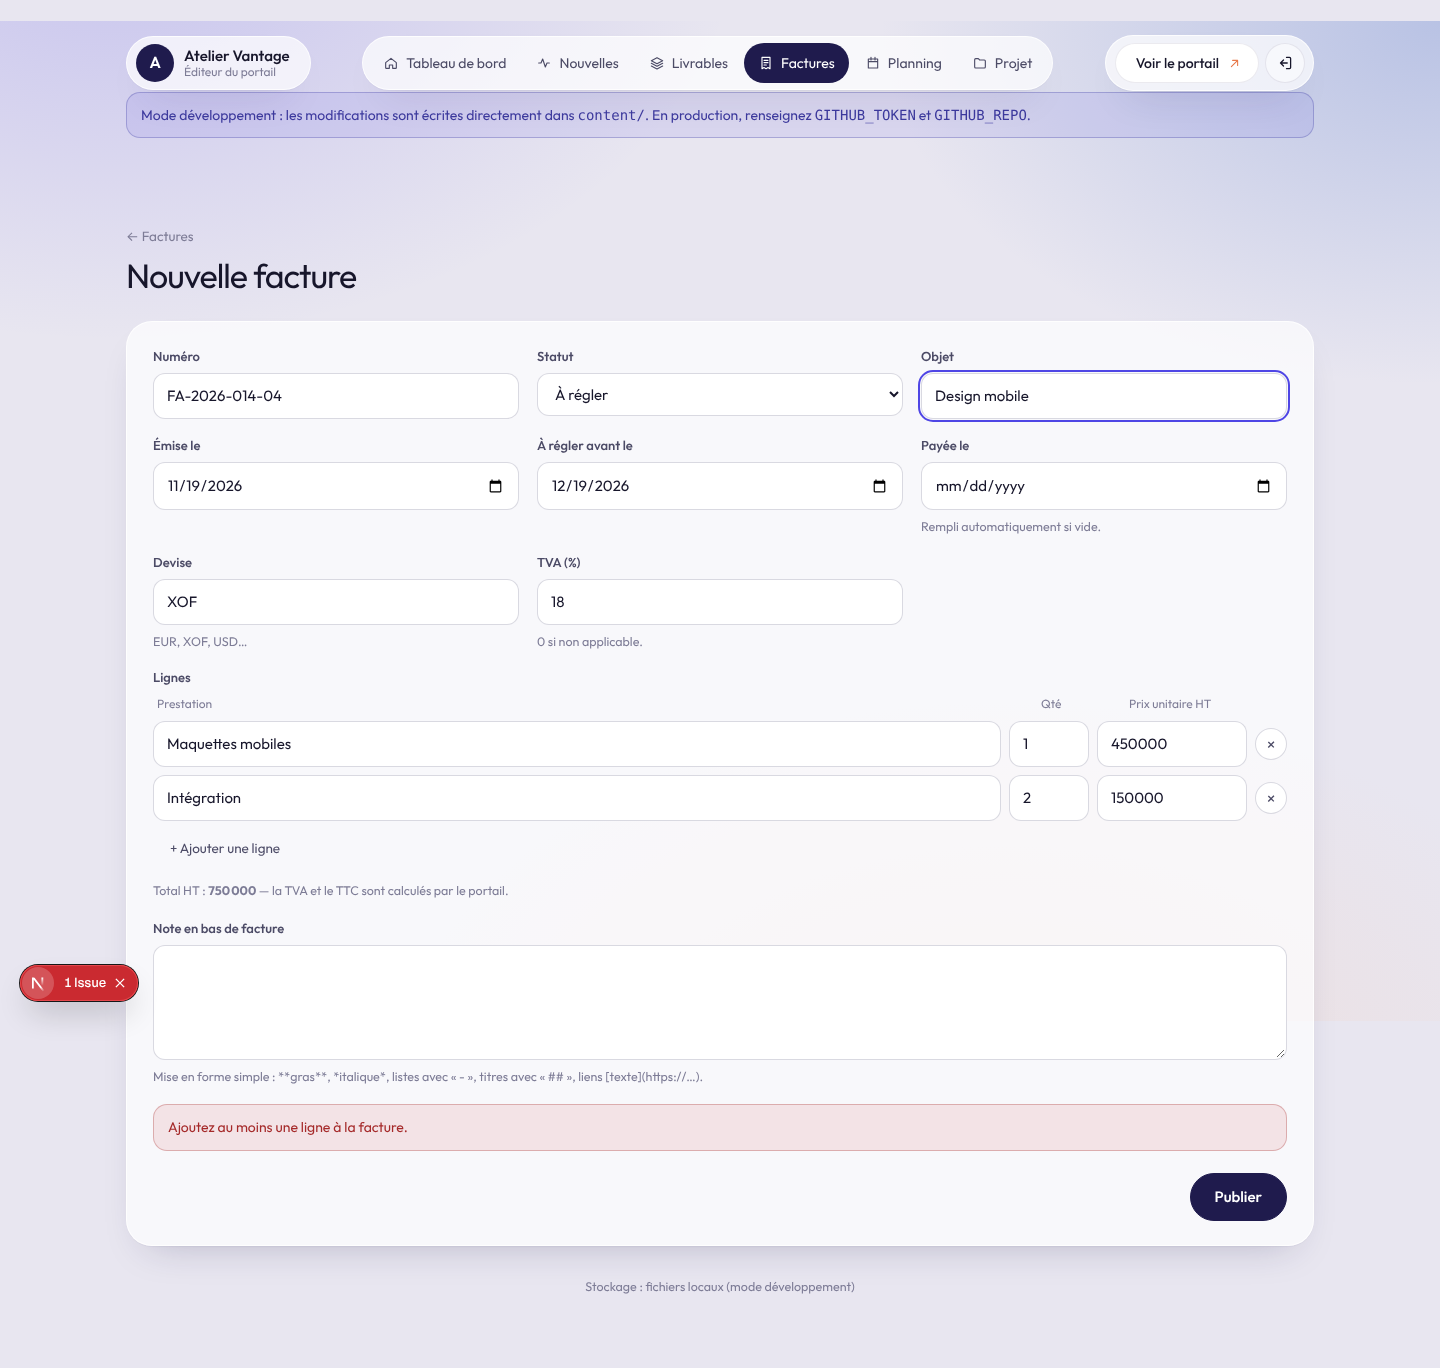 A
Atelier Vantage
Éditeur du portail
Tableau de bord
Nouvelles
Livrables
Factures
Planning
Projet
Voir le portail
Mode développement : les modifications sont écrites directement dans content/. En production, renseignez GITHUB_TOKEN et GITHUB_REPO.
← Factures
Nouvelle facture
Numéro
Statut
Objet
FA-2026-014-04
À régler
Design mobile
Émise le
À régler avant le
Payée le
11/19/2026
12/19/2026
mm/dd/yyyy
Rempli automatiquement si vide.
Devise
TVA (%)
XOF
18
EUR, XOF, USD…
0 si non applicable.
Lignes
Prestation
Qté
Prix unitaire HT
Maquettes mobiles
1
450000
×
Intégration
2
150000
×
+ Ajouter une ligne
Total HT : 750 000 — la TVA et le TTC sont calculés par le portail.
Note en bas de facture
N
1 Issue
Mise en forme simple : **gras**, *italique*, listes avec « - », titres avec « ## », liens [texte](https://…).
Ajoutez au moins une ligne à la facture.
Publier
Stockage : fichiers locaux (mode développement)